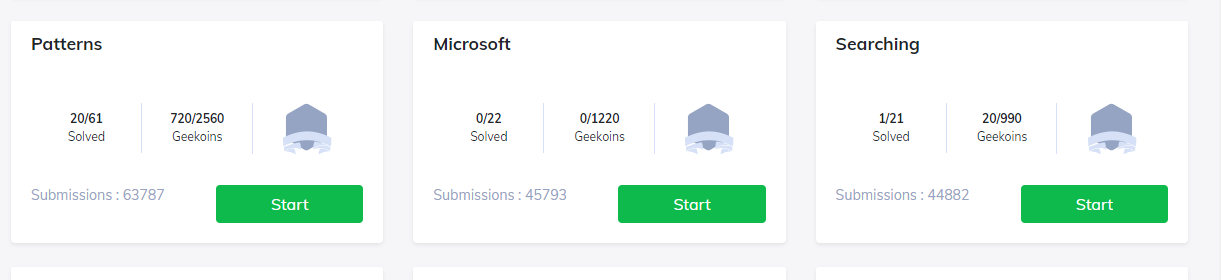 Patterns
20/61
Solved
720/2560
Geekoins
Submissions : 63787
Start
Microsoft
0/22
Solved
0/1220
Geekoins
Submissions : 45793
Start
Searching
1/21
Solved
20/990
Geekoins
Submissions : 44882
Start